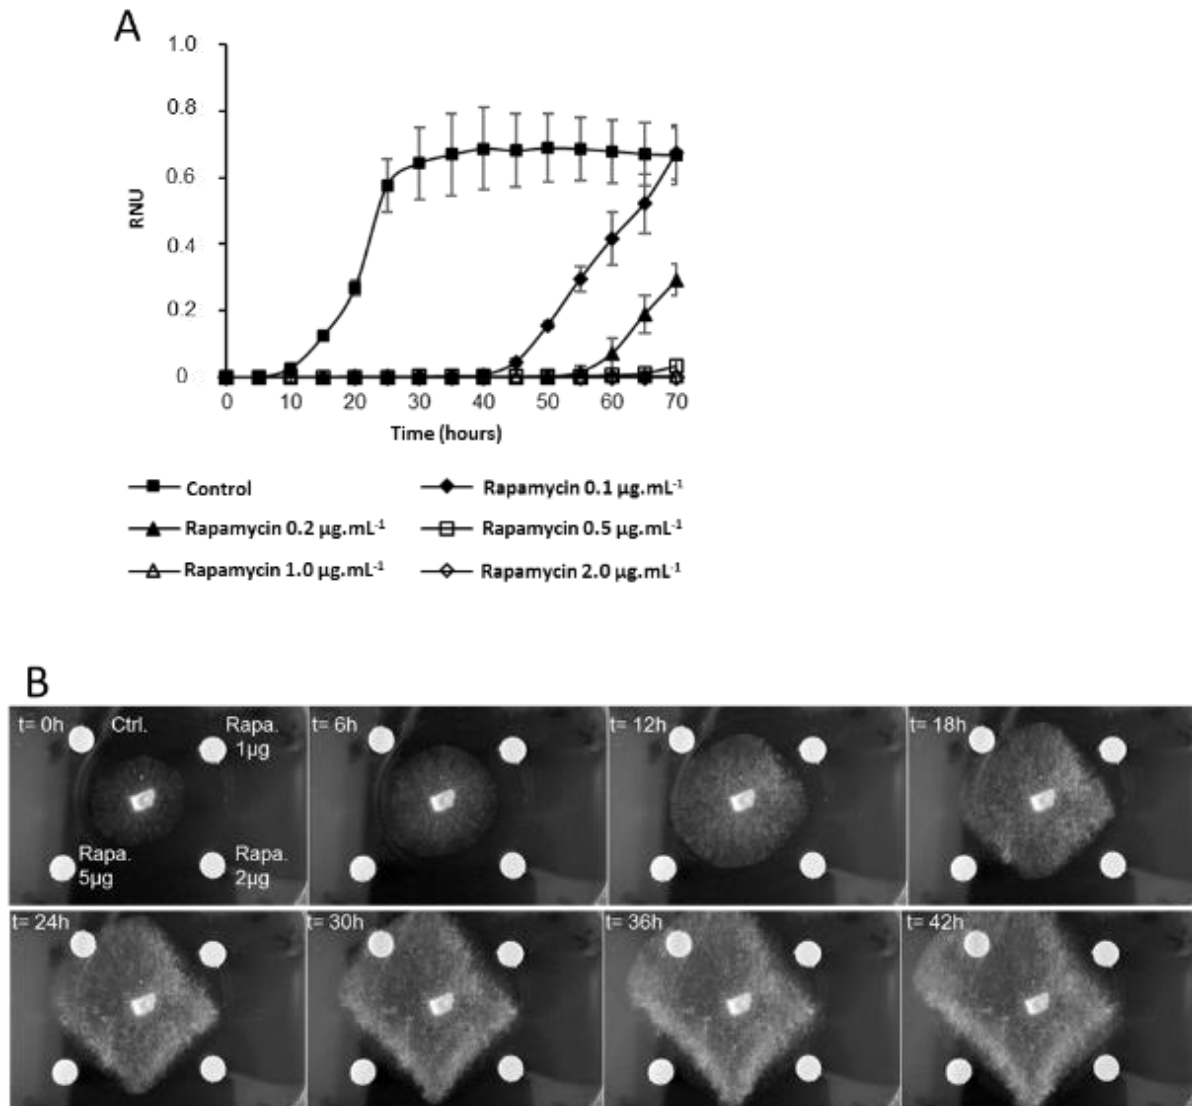 A
1.0
0.8
0.6
0.4
0.2
0
RNU
0 10 20 30 40 50 60 70
Time (hours)
Control
Rapamycin 0.1 µg.mL⁻¹
Rapamycin 0.2 µg.mL⁻¹
Rapamycin 0.5 µg.mL⁻¹
Rapamycin 1.0 µg.mL⁻¹
Rapamycin 2.0 µg.mL⁻¹
B
t= 0h Ctrl. Rapa.
1µg
Rapa.
5µg
Rapa.
2µg
t= 6h
t= 12h
t= 18h
t= 24h
t= 30h
t= 36h
t= 42h